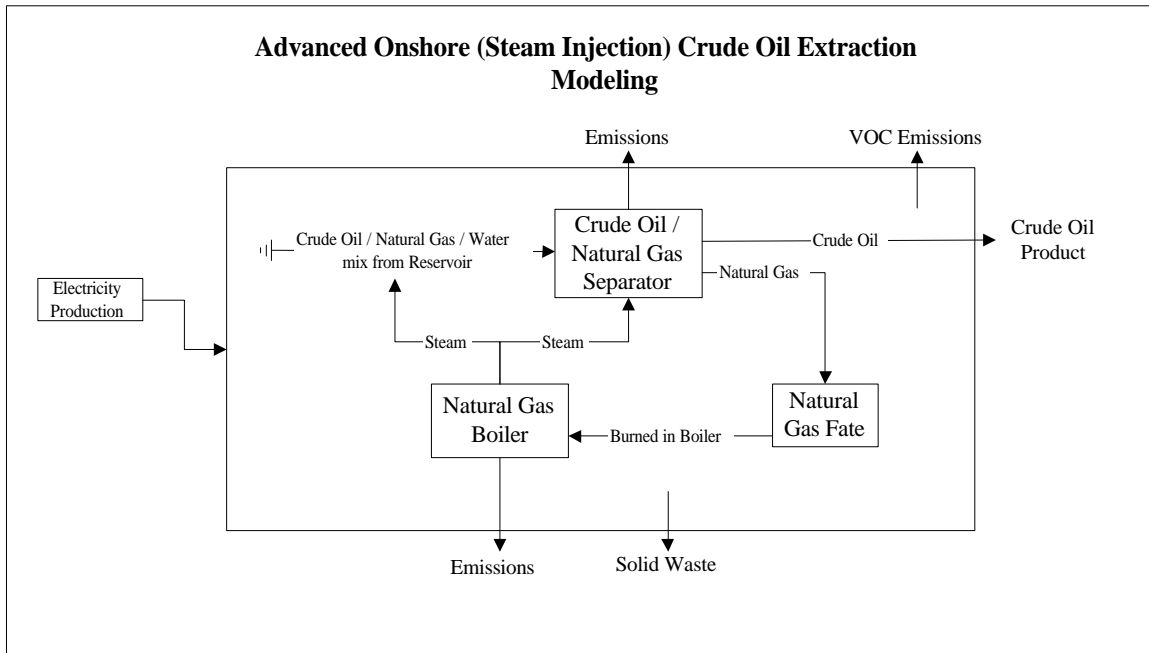 Advanced Onshore (Steam Injection) Crude Oil Extraction
Modeling
Emissions
VOC Emissions
Crude Oil / Natural Gas / Water
mix from Reservoir
Crude Oil /
Natural Gas
Separator
Crude Oil
Crude Oil
Product
Natural Gas
Electricity
Production
Steam
Steam
Natural Gas
Boiler
Burned in Boiler
Natural
Gas Fate
Emissions
Solid Waste